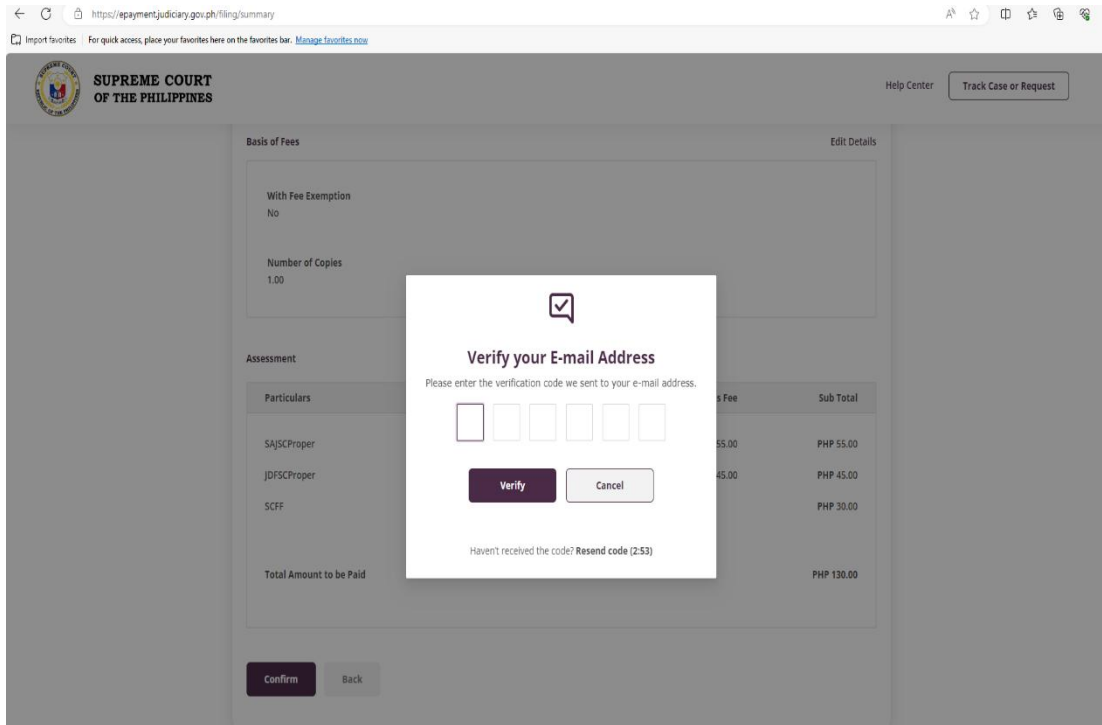 https://epayment.judiciary.gov.ph/filing/summary
Import favorites For quick access, place your favorites here on the favorites bar. Manage favorites now
SUPREME COURT
OF THE PHILIPPINES
Help Center Track Case or Request
Basis of Fees Edit Details
With Fee Exemption
No
Number of Copies
1.00
Verify your E-mail Address
Please enter the verification code we sent to your e-mail address.
Verify Cancel
Haven't received the code? Resend code (2:53)
Assessment
Particulars s Fee Sub Total
SAJSCProper 55.00 PHP 55.00
JDFSCProper 45.00 PHP 45.00
SCFF PHP 30.00
Total Amount to be Paid PHP 130.00
Confirm Back